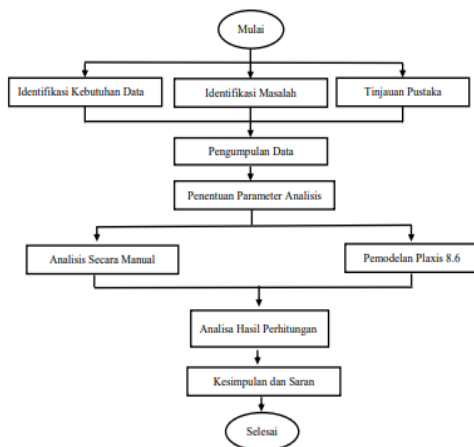 Mulai
Identifikasi Kebutuhan Data
Identifikasi Masalah
Tinjauan Pustaka
Pengumpulan Data
Penentuan Parameter Analisis
Analisis Secara Manual
Pemodelan Plaxis 8.6
Analisa Hasil Perhitungan
Kesimpulan dan Saran
Selesai